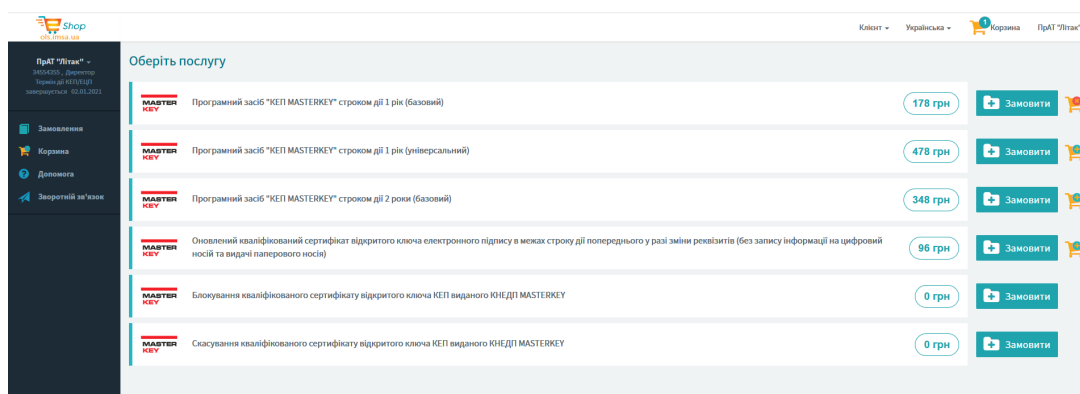 Shop
ols.imsa.ua
Клієнт
Українська
1
Корзина
ПрАТ "Літак"
ПрАТ "Літак"
34554355 , Директор
Термін дії КЕП/ЕЦП
завершується 02.01.2021
Замовлення
Корзина
Допомога
Зворотній зв'язок
Оберіть послугу
MASTER
KEY
Програмний засіб "КЕП MASTERKEY" строком дії 1 рік (базовий)
178 грн
Замовити
MASTER
KEY
Програмний засіб "КЕП MASTERKEY" строком дії 1 рік (універсальний)
478 грн
Замовити
MASTER
KEY
Програмний засіб "КЕП MASTERKEY" строком дії 2 роки (базовий)
348 грн
Замовити
MASTER
KEY
Оновлений кваліфікований сертифікат відкритого ключа електронного підпису в межах строку дії попереднього у разі зміни реквізитів (без запису інформації на цифровий
носій та видачі паперового носія)
96 грн
Замовити
MASTER
KEY
Блокування кваліфікованого сертифікату відкритого ключа КЕП виданого КНЕДП MASTERKEY
0 грн
Замовити
MASTER
KEY
Скасування кваліфікованого сертифікату відкритого ключа КЕП виданого КНЕДП MASTERKEY
0 грн
Замовити